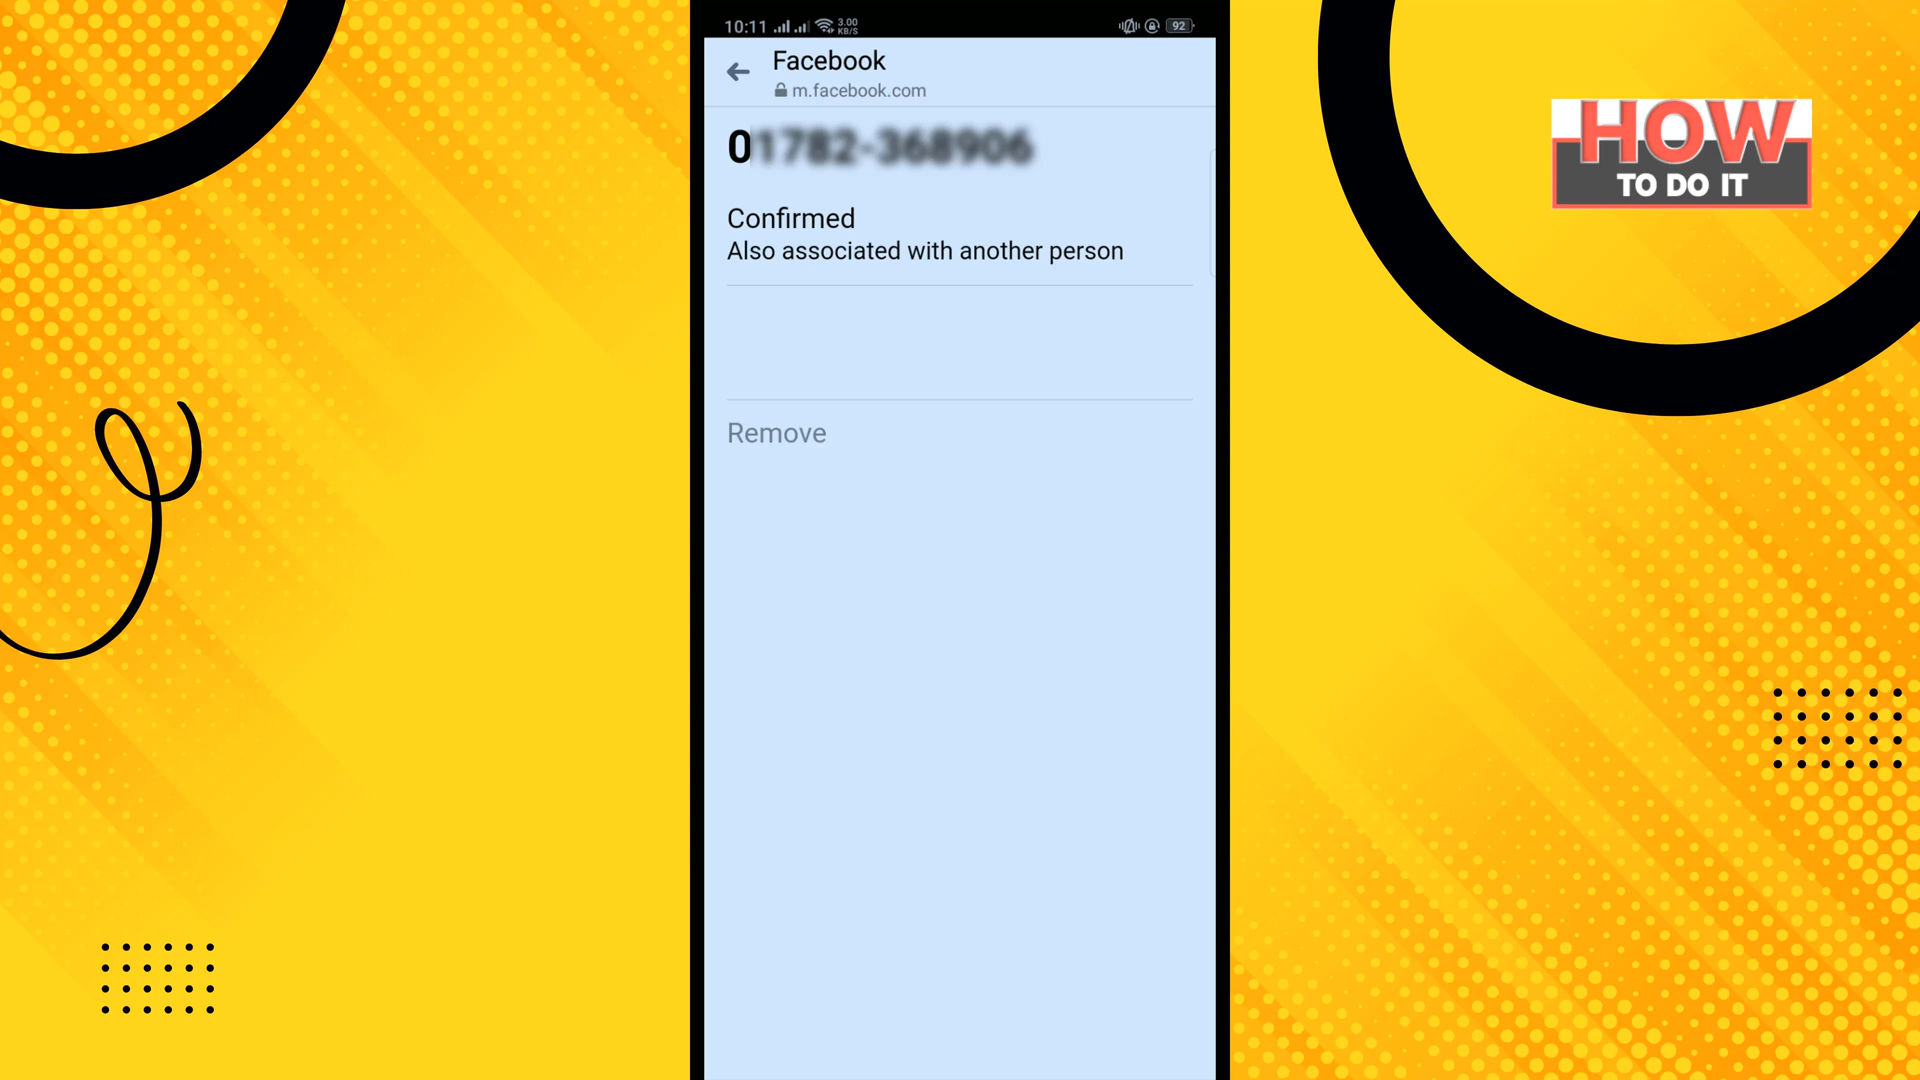 10:11 3.00 KB/S 92
Facebook
m.facebook.com
0
Confirmed
Also associated with another person
Remove
HOW
TO DO IT